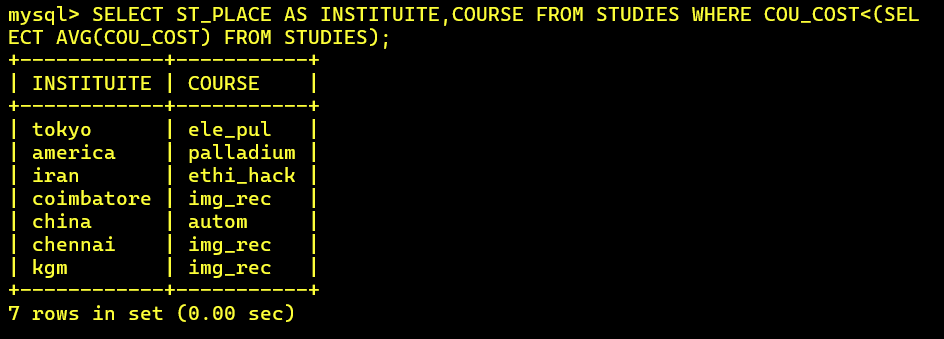 mysql> SELECT ST_PLACE AS INSTITUITE,COURSE FROM STUDIES WHERE COU_COST<(SEL
ECT AVG(COU_COST) FROM STUDIES);
+------------+-----------+
| INSTITUITE | COURSE    |
+------------+-----------+
| tokyo      | ele_pul   |
| america    | palladium |
| iran       | ethi_hack |
| coimbatore | img_rec   |
| china      | autom     |
| chennai    | img_rec   |
| kgm        | img_rec   |
+------------+-----------+
7 rows in set (0.00 sec)